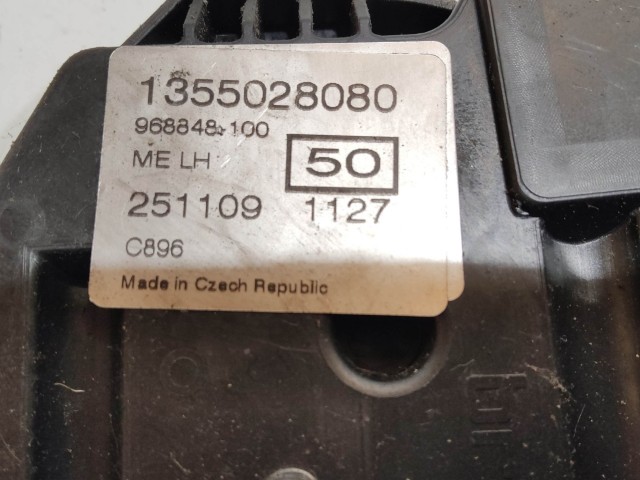 1355028080
968848-100
ME LH 50
251109 1127
C896
Made in Czech Republic